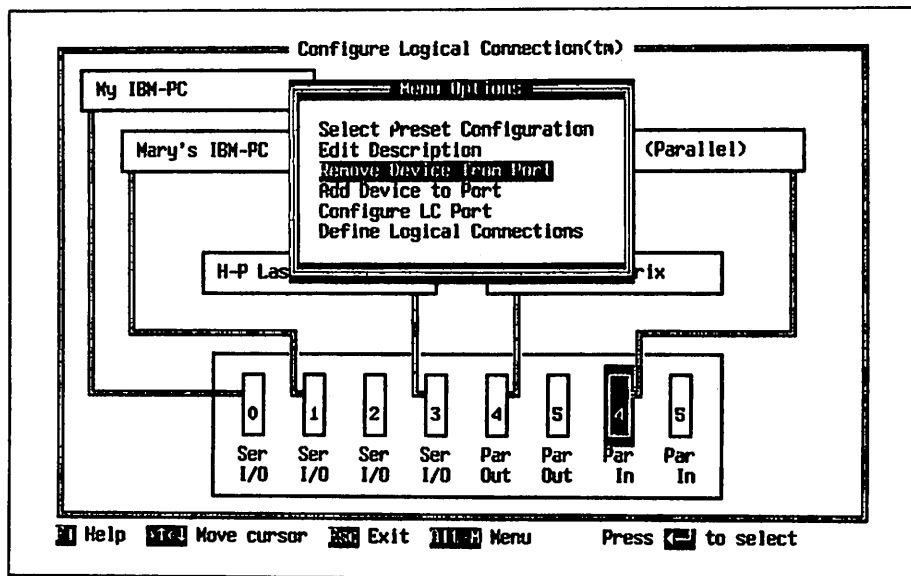 Configure Logical Connection(tm)
My IBM-PC
Menu Options
Select Preset Configuration
Edit Description
Remove Device from Port
Add Device to Port
Configure LC Port
Define Logical Connections
Mary's IBM-PC
(Parallel)
H-P Las
rix
0 1 2 3 4 5 4 5
Ser Ser Ser Ser Par Par Par Par
I/O I/O I/O I/O Out Out In In
F1 Help Move cursor ESC Exit ALT-M Menu Press to select